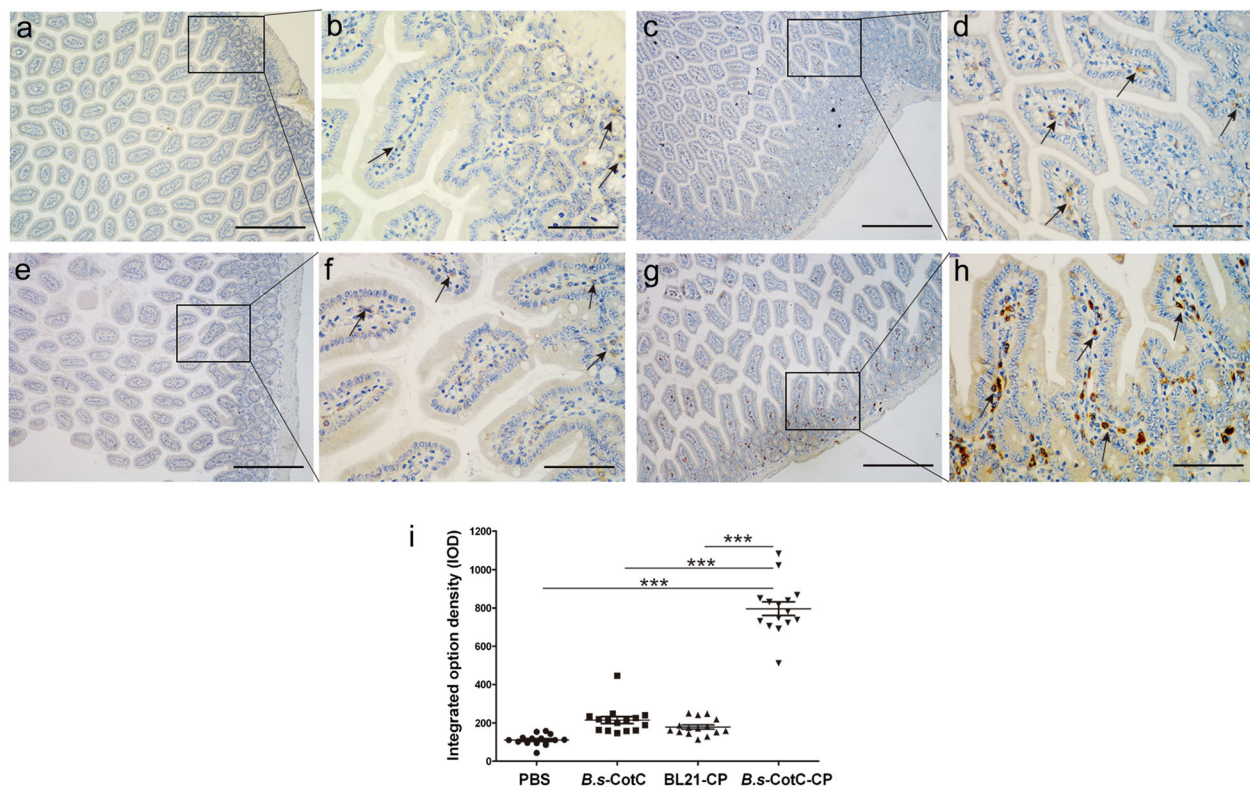 a
b
c
d
e
f
g
h
i
***
***
***
Integrated option density (IOD)
1200
1000
800
600
400
200
0
PBS
B.s-CotC
BL21-CP
B.s-CotC-CP